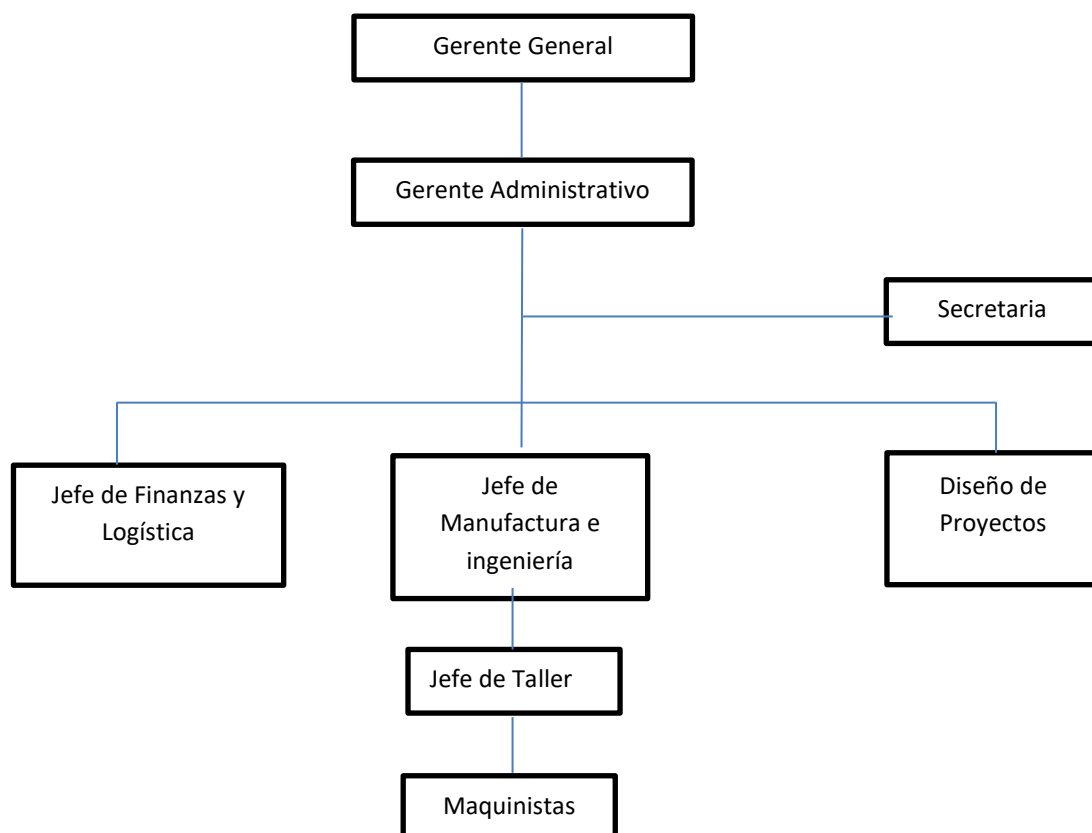 Gerente General
Gerente Administrativo
Secretaria
Jefe de Finanzas y
Logística
Jefe de
Manufactura e
ingeniería
Diseño de
Proyectos
Jefe de Taller
Maquinistas